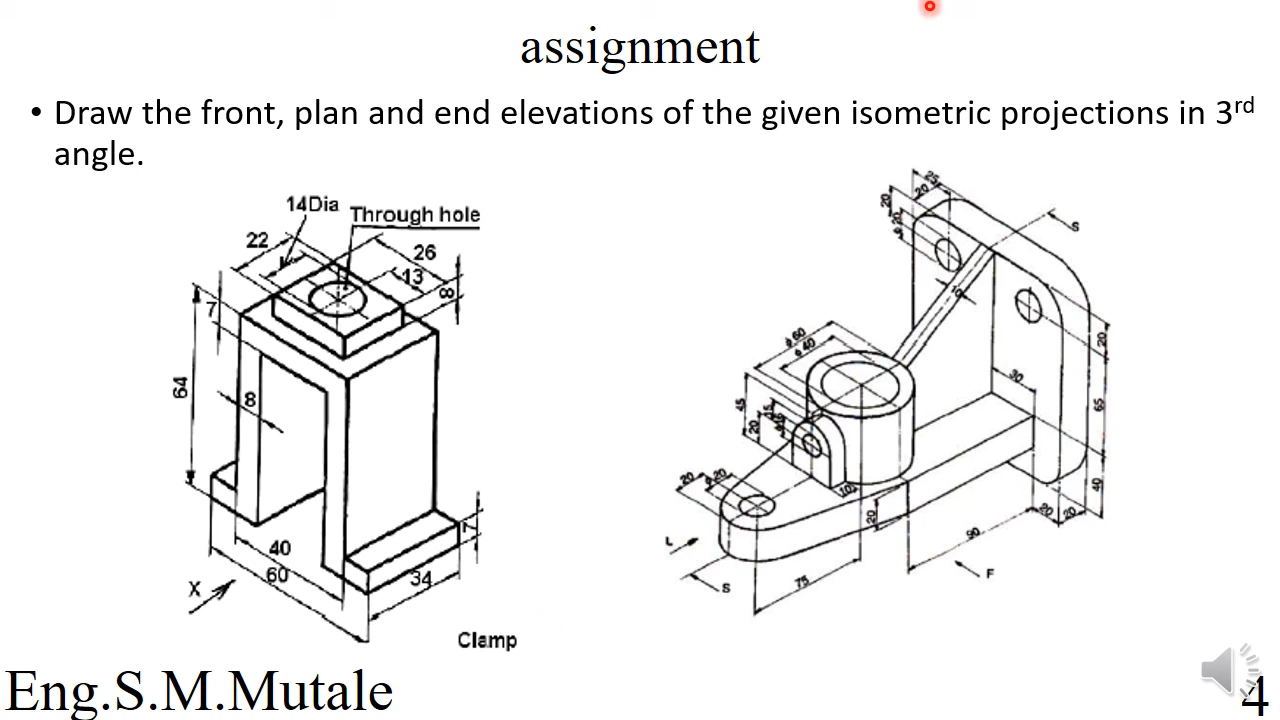 assignment
• Draw the front, plan and end elevations of the given isometric projections in 3rd
angle.
14Dia
Through hole
22
26
13
8
7
64
8
40
60
34
7
X
Clamp
25
20
20
20
S
10
ϕ 60
ϕ 40
45
15
20
10
20
ϕ 20
20
30
20
65
40
20
20
90
75
L
S
F
Eng.S.M.Mutale
4